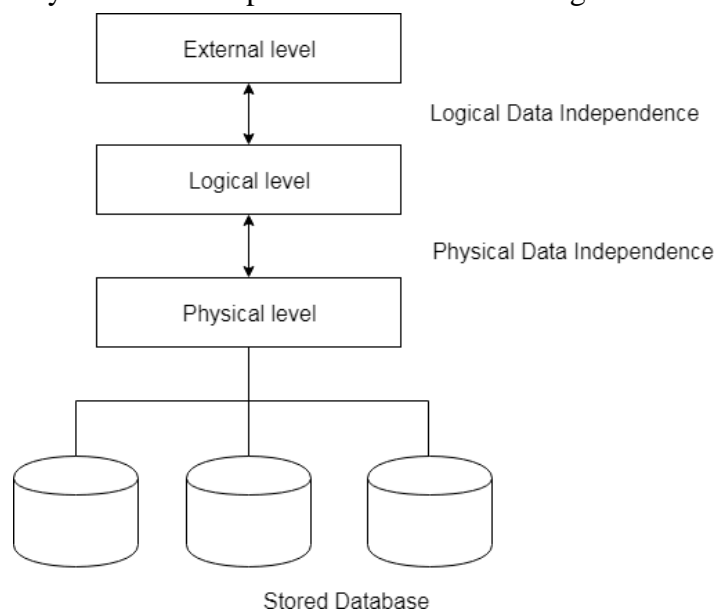 External level
Logical Data Independence
Logical level
Physical Data Independence
Physical level
Stored Database